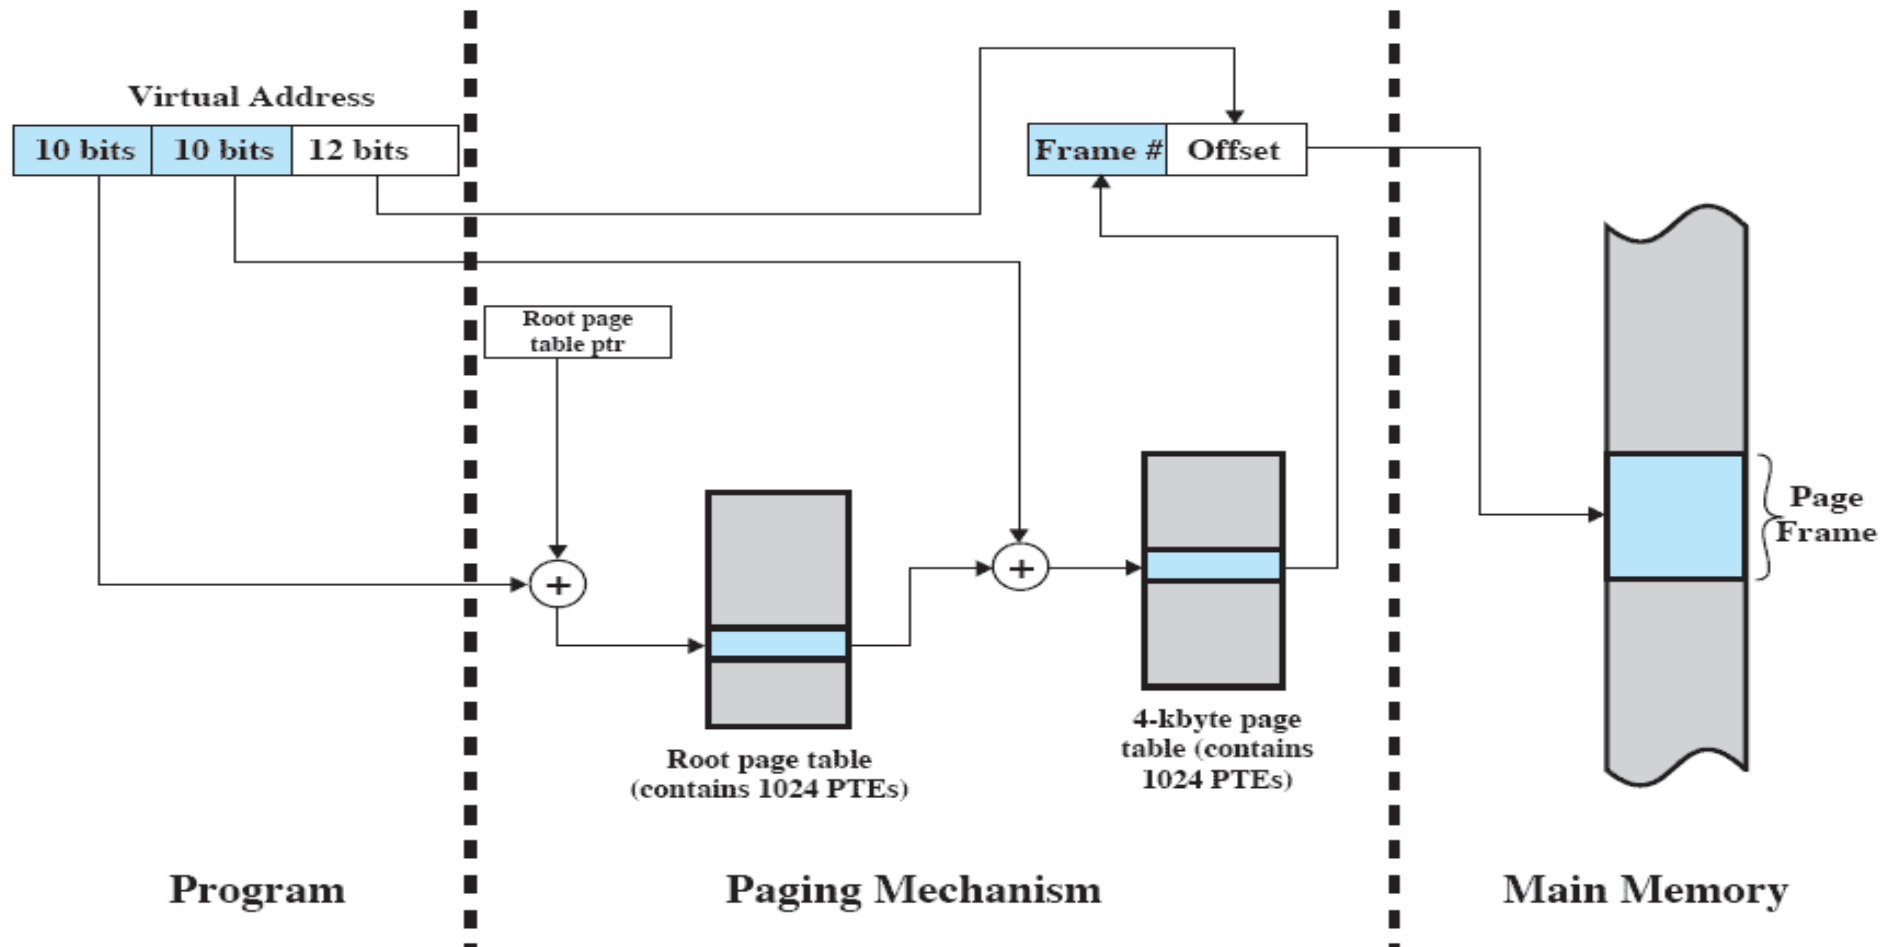 Virtual Address
10 bits 10 bits 12 bits
Frame # Offset
Root page
table ptr
+
+
Page
Frame
Root page table
(contains 1024 PTEs)
4-kbyte page
table (contains
1024 PTEs)
Program
Paging Mechanism
Main Memory